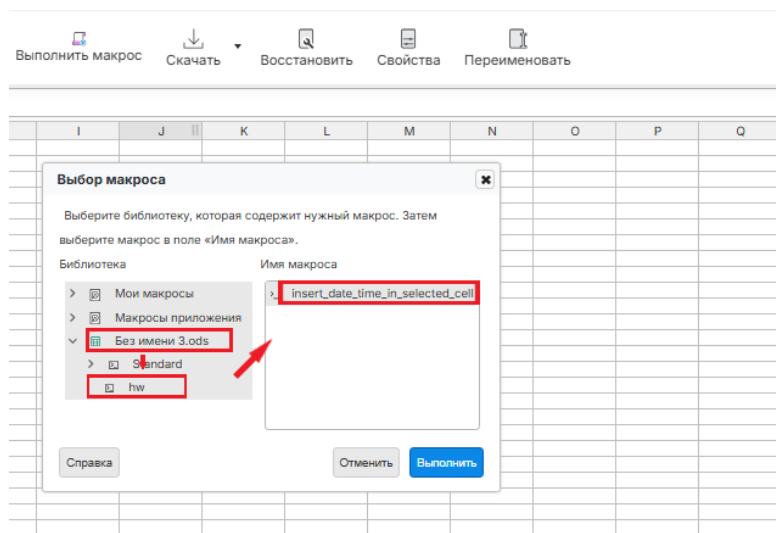 Выполнить макрос Скачать Восстановить Свойства Переименовать
I J K L M N O P Q
Выбор макроса
Выберите библиотеку, которая содержит нужный макрос. Затем
выберите макрос в поле «Имя макроса».
Библиотека Имя макроса
Мои макросы insert_date_time_in_selected_cell
Макросы приложения
Без имени 3.ods
Standard
hw
Справка Отменить Выполнить